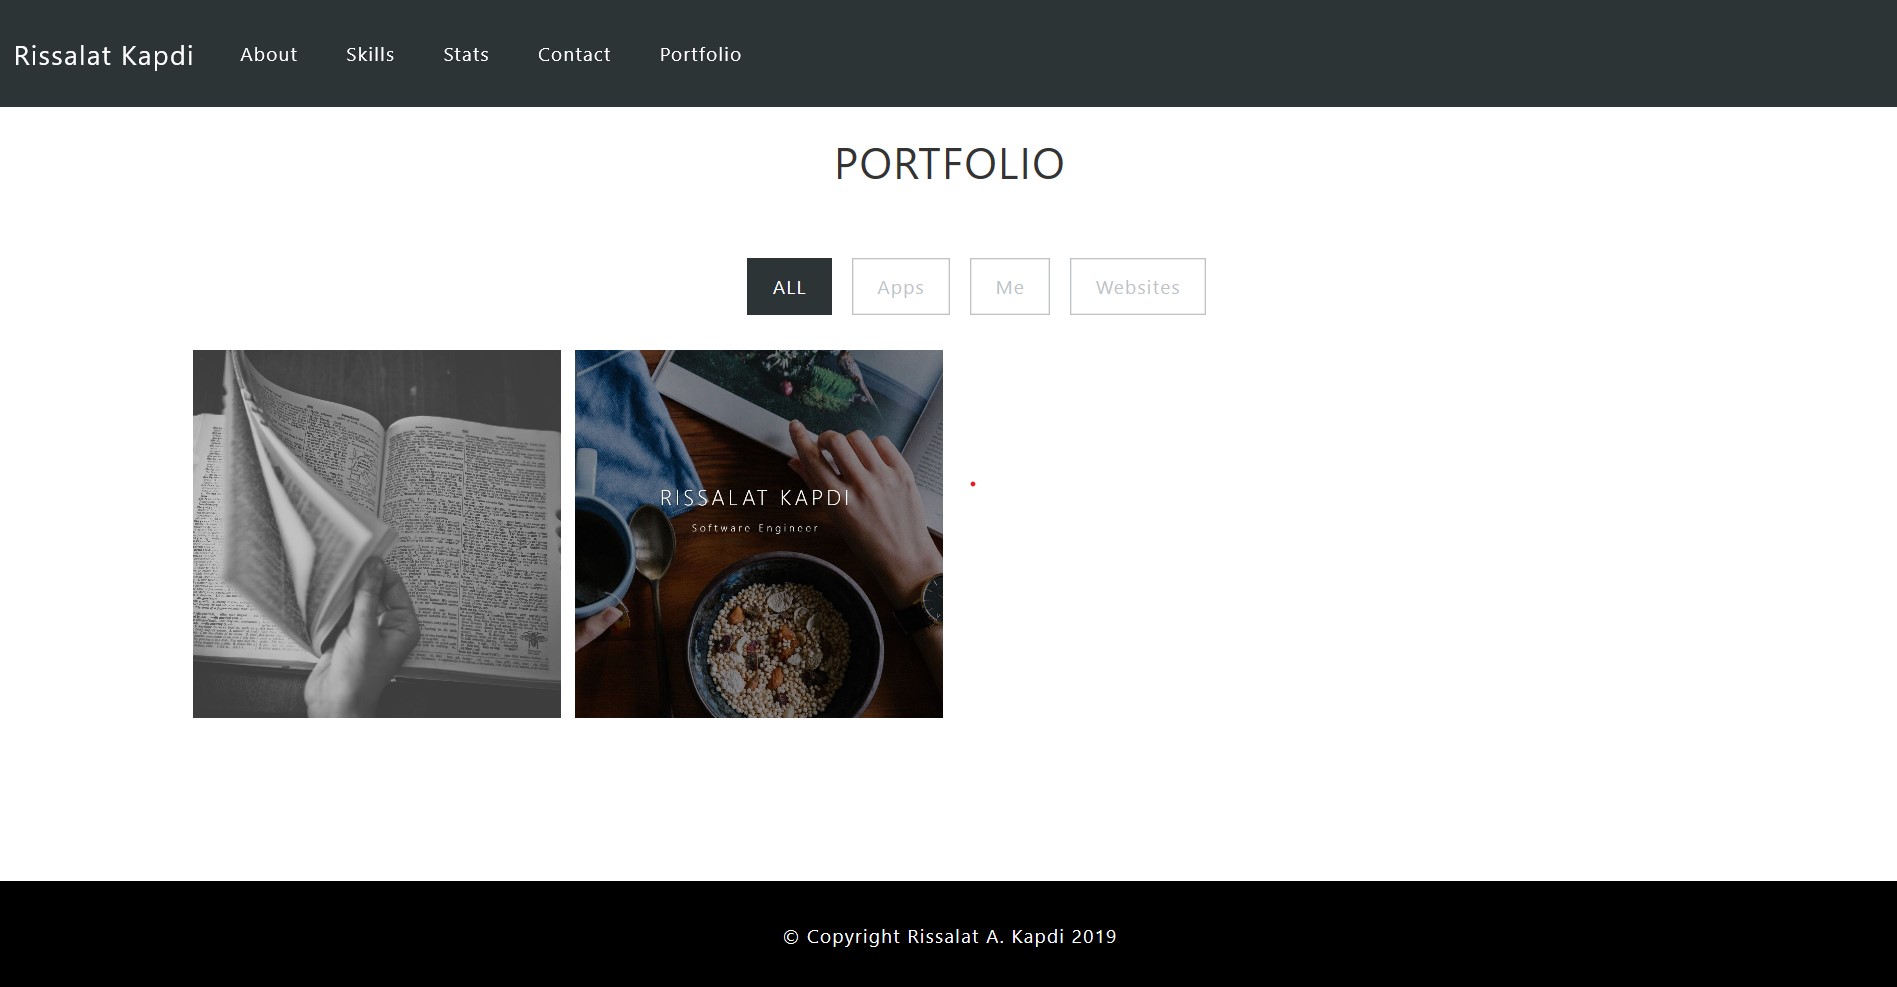 Rissalat Kapdi About Skills Stats Contact Portfolio
PORTFOLIO
ALL Apps Me Websites
RISSALAT KAPDI
Software Engineer
© Copyright Rissalat A. Kapdi 2019